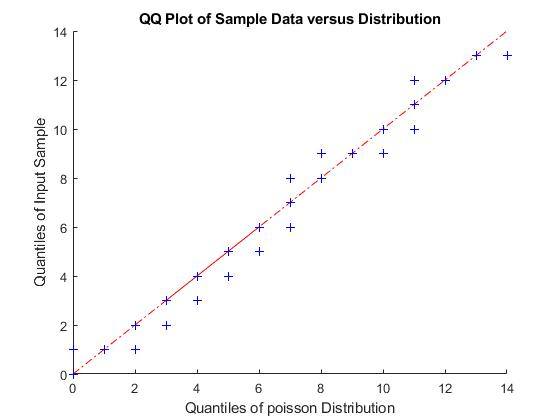 QQ Plot of Sample Data versus Distribution
14
12
10
8
6
4
2
0
Quantiles of Input Sample
0 2 4 6 8 10 12 14
Quantiles of poisson Distribution